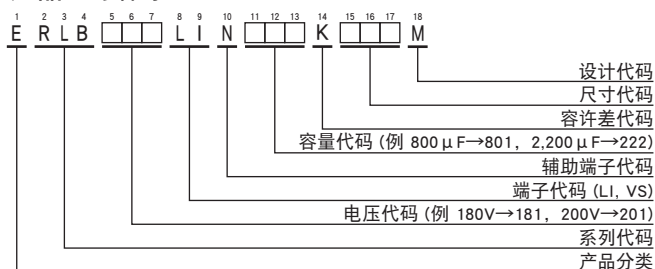 1 2 3 4 5 6 7 8 9 10 11 12 13 14 15 16 17 18
E R L B □□□ L I N □□□ K □□□ M
设计代码
尺寸代码
容许差代码
容量代码 (例 800μF→801, 2,200μF→222)
辅助端子代码
端子代码 (LI, VS)
电压代码 (例 180V→181, 200V→201)
系列代码
产品分类